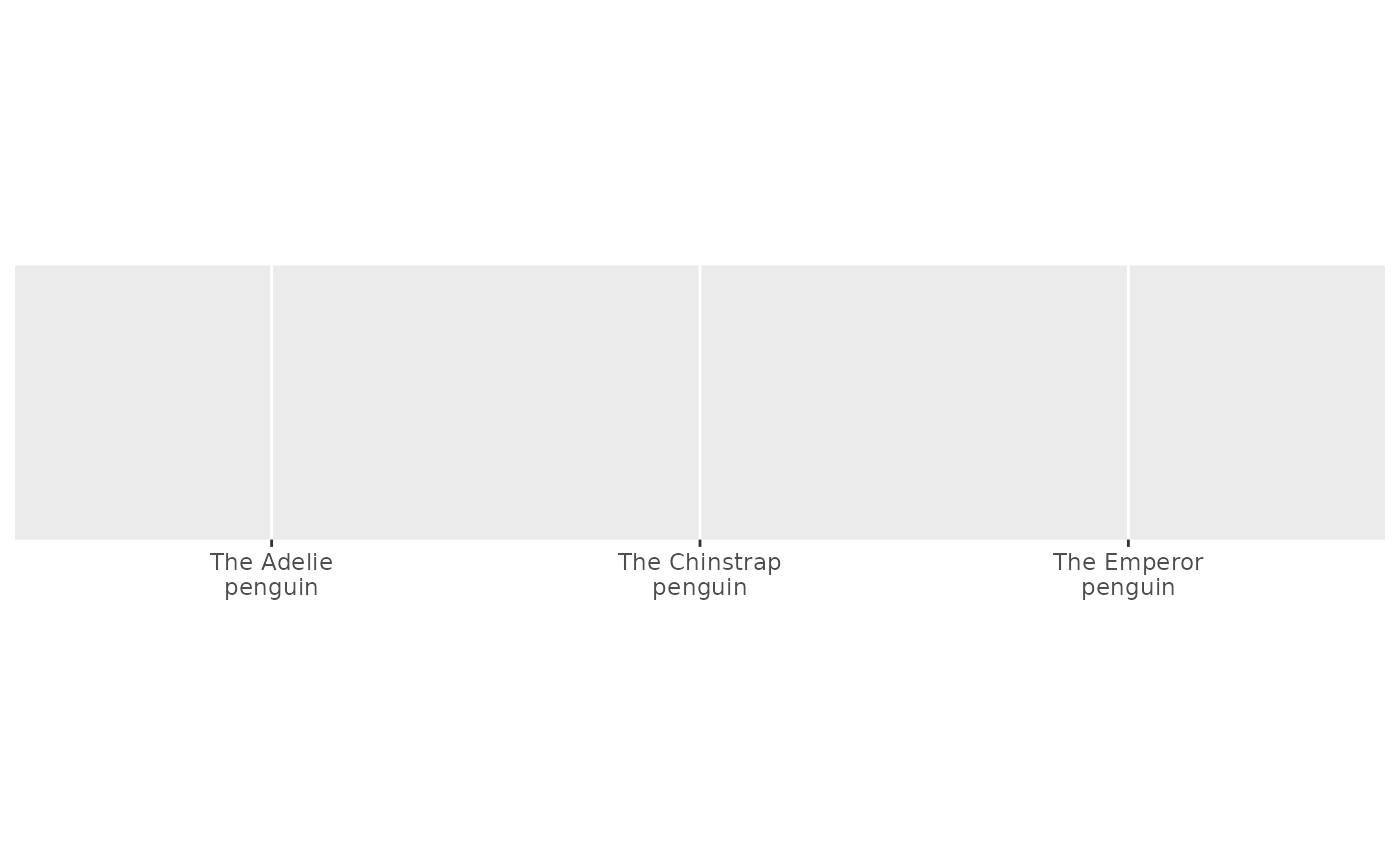 The Adelie
penguin
The Chinstrap
penguin
The Emperor
penguin